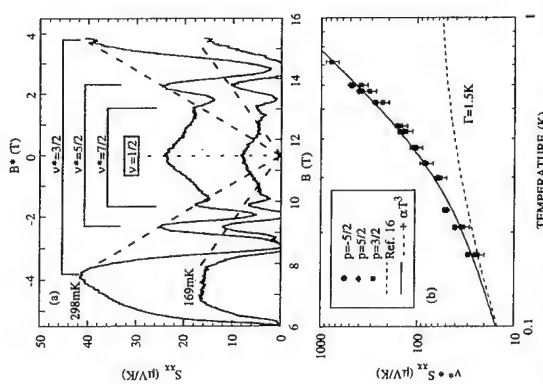 B* (T)
-4 -2 0 2 4
ν*=3/2
ν*=5/2
ν*=7/2
ν=1/2
(a)
298mK
169mK
50
40
30
20
10
0
S_xx (μV/K)
6 8 10 12 14 16
B (T)
1000
100
10
ν* • S_xx (μV/K)
p=-5/2
p=5/2
p=3/2
Ref. 16
+ αT³
(b)
Γ=1.5K
0.1 1
TEMPERATURE (K)